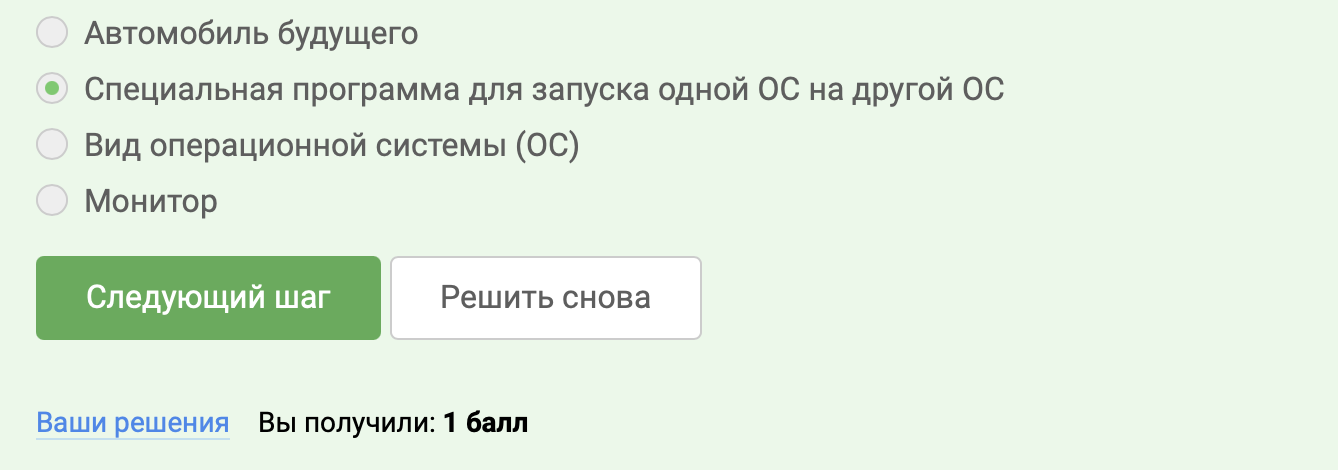 Автомобиль будущего
Специальная программа для запуска одной ОС на другой ОС
Вид операционной системы (ОС)
Монитор
Следующий шаг Решить снова
Ваши решения Вы получили: 1 балл